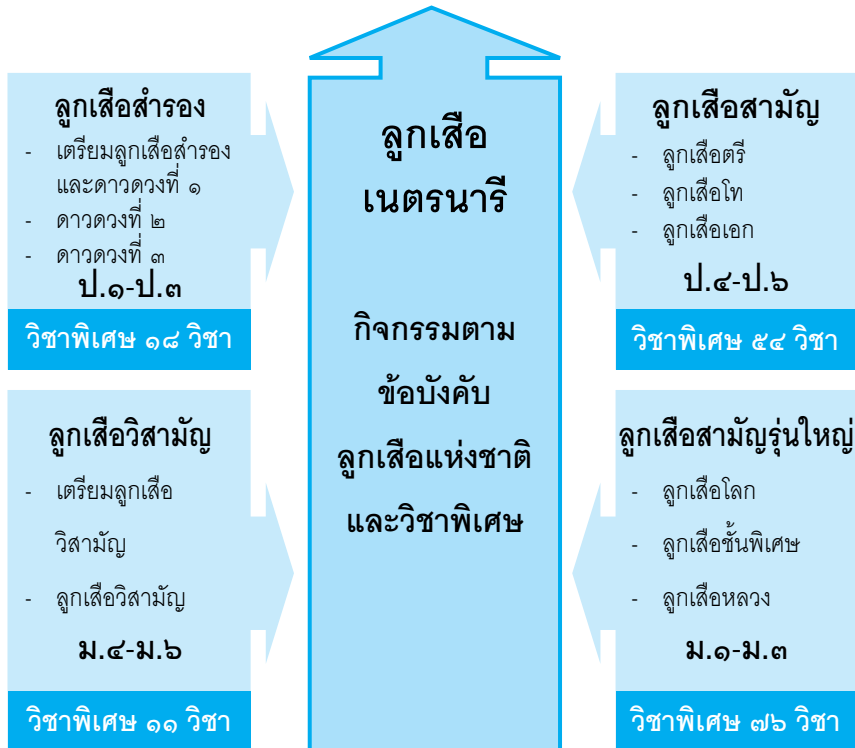 ลูกเสือสำรอง
- เตรียมลูกเสือสำรอง
และดาวดวงที่ ๑
- ดาวดวงที่ ๒
- ดาวดวงที่ ๓
ป.๑-ป.๓
วิชาพิเศษ ๑๘ วิชา
ลูกเสือ
เนตรนารี
กิจกรรมตาม
ข้อบังคับ
ลูกเสือแห่งชาติ
และวิชาพิเศษ
ลูกเสือสามัญ
- ลูกเสือตรี
- ลูกเสือโท
- ลูกเสือเอก
ป.๔-ป.๖
วิชาพิเศษ ๕๔ วิชา
ลูกเสือวิสามัญ
- เตรียมลูกเสือ
วิสามัญ
- ลูกเสือวิสามัญ
ม.๔-ม.๖
วิชาพิเศษ ๑๑ วิชา
ลูกเสือสามัญรุ่นใหญ่
- ลูกเสือโลก
- ลูกเสือชั้นพิเศษ
- ลูกเสือหลวง
ม.๑-ม.๓
วิชาพิเศษ ๗๖ วิชา